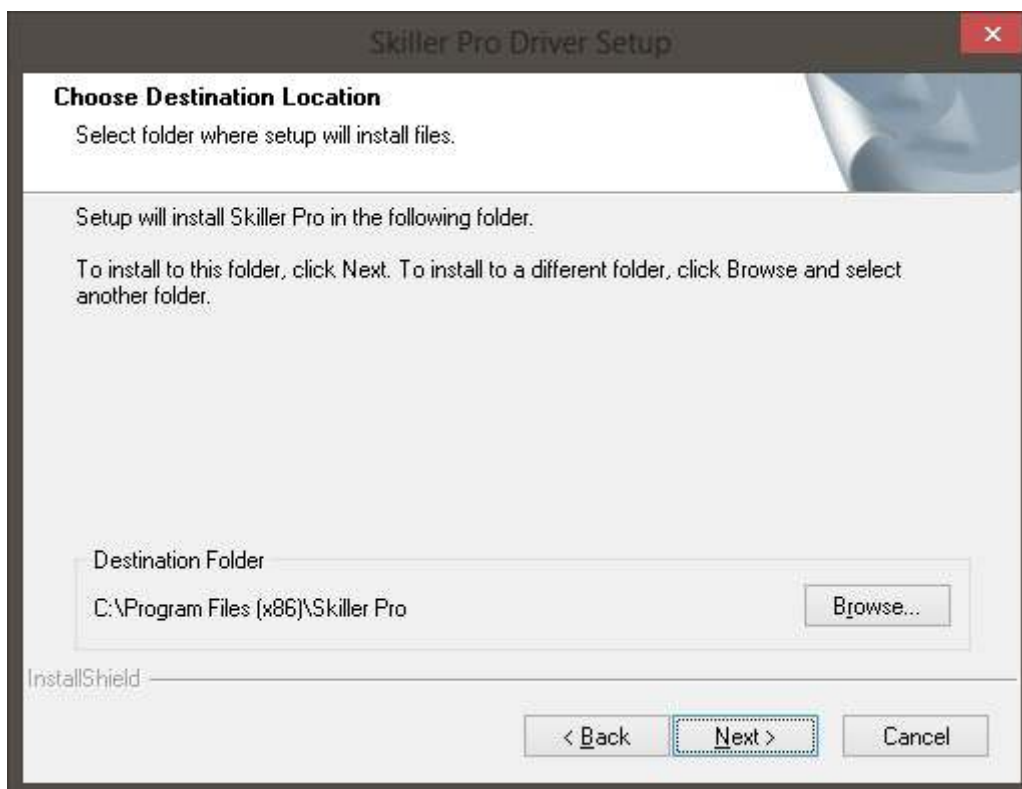 Skiller Pro Driver Setup
Choose Destination Location
Select folder where setup will install files.
Setup will install Skiller Pro in the following folder.
To install to this folder, click Next. To install to a different folder, click Browse and select
another folder.
Destination Folder
C:\Program Files (x86)\Skiller Pro
Browse...
InstallShield
< Back
Next >
Cancel